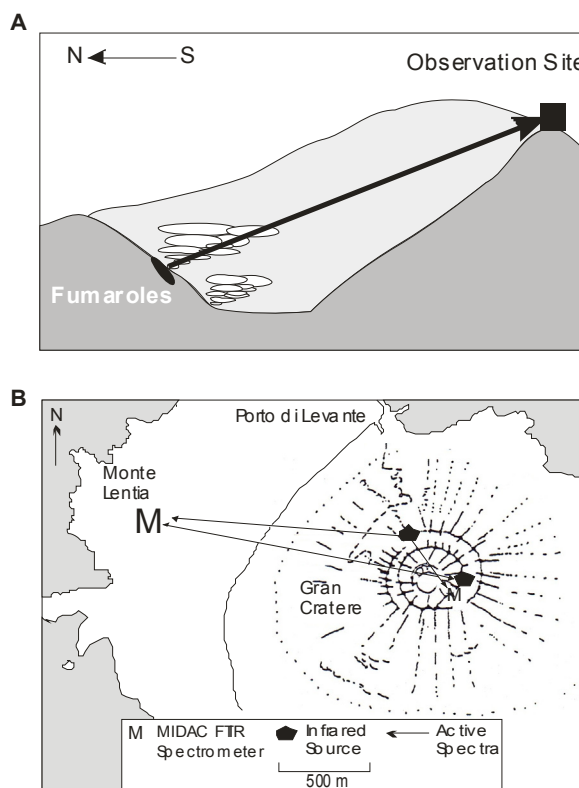 A
N S
Observation Site
Fumaroles
B
N
Porto di Levante
Monte
Lentia
M
M
Gran
Cratere
M MIDAC FTIR
Spectrometer
Infrared
Source
Active
Spectra
500 m